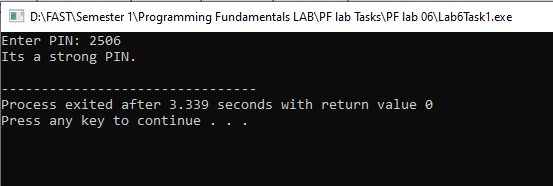 D:\FAST\Semester 1\Programming Fundamentals LAB\PF lab Tasks\PF lab 06\Lab6Task1.exe
Enter PIN: 2506
Its a strong PIN.
--------------------------------
Process exited after 3.339 seconds with return value 0
Press any key to continue . . .